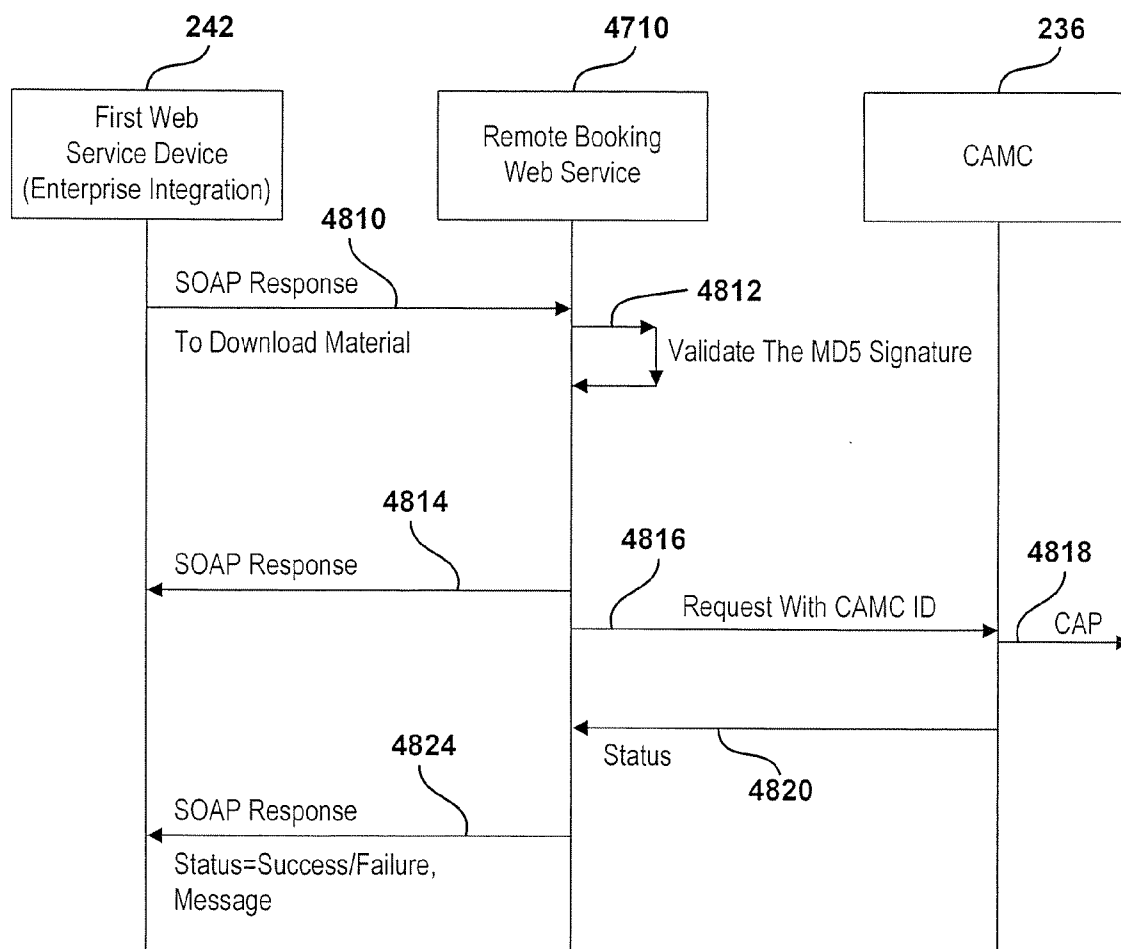 242
4710
236
First Web
Service Device
(Enterprise Integration)
Remote Booking
Web Service
CAMC
4810
SOAP Response
To Download Material
4812
Validate The MD5 Signature
4814
SOAP Response
4816
Request With CAMC ID
4818
CAP
4824
Status
4820
SOAP Response
Status=Success/Failure,
Message